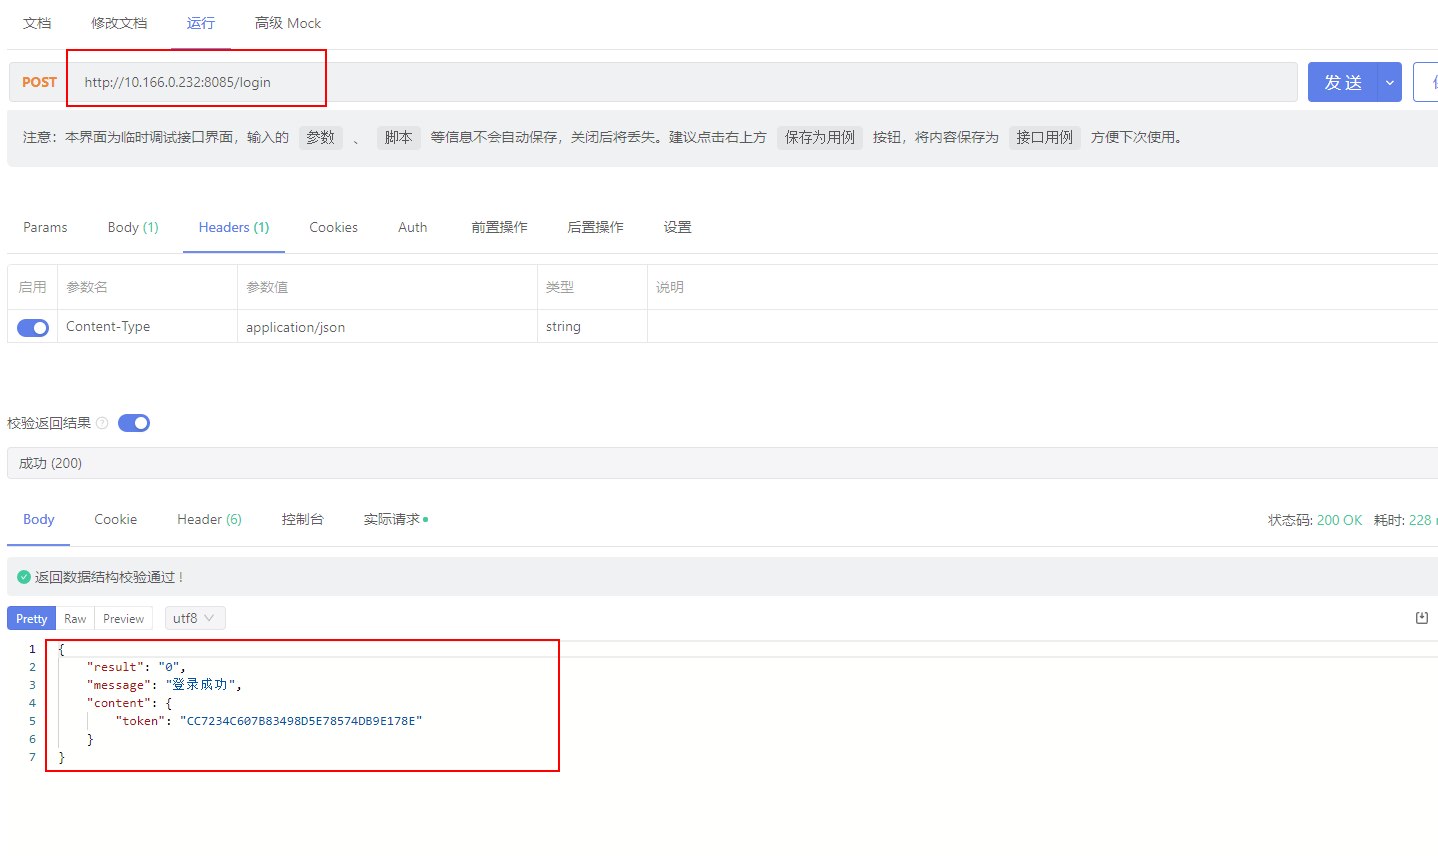 文档 修改文档 运行 高级 Mock
POST http://10.166.0.232:8085/login 发 送
注意：本界面为临时调试接口界面，输入的 参数 、 脚本 等信息不会自动保存，关闭后将丢失。建议点击右上方 保存为用例 按钮，将内容保存为 接口用例 方便下次使用。
Params Body (1) Headers (1) Cookies Auth 前置操作 后置操作 设置
启用 参数名 参数值 类型 说明
Content-Type application/json string
校验返回结果
成功 (200)
Body Cookie Header (6) 控制台 实际请求 状态码: 200 OK 耗时: 228
返回数据结构校验通过！
Pretty Raw Preview utf8
1 {
2 "result": "0",
3 "message": "登录成功",
4 "content": {
5 "token": "CC7234C607B83498D5E78574DB9E178E"
6 }
7 }